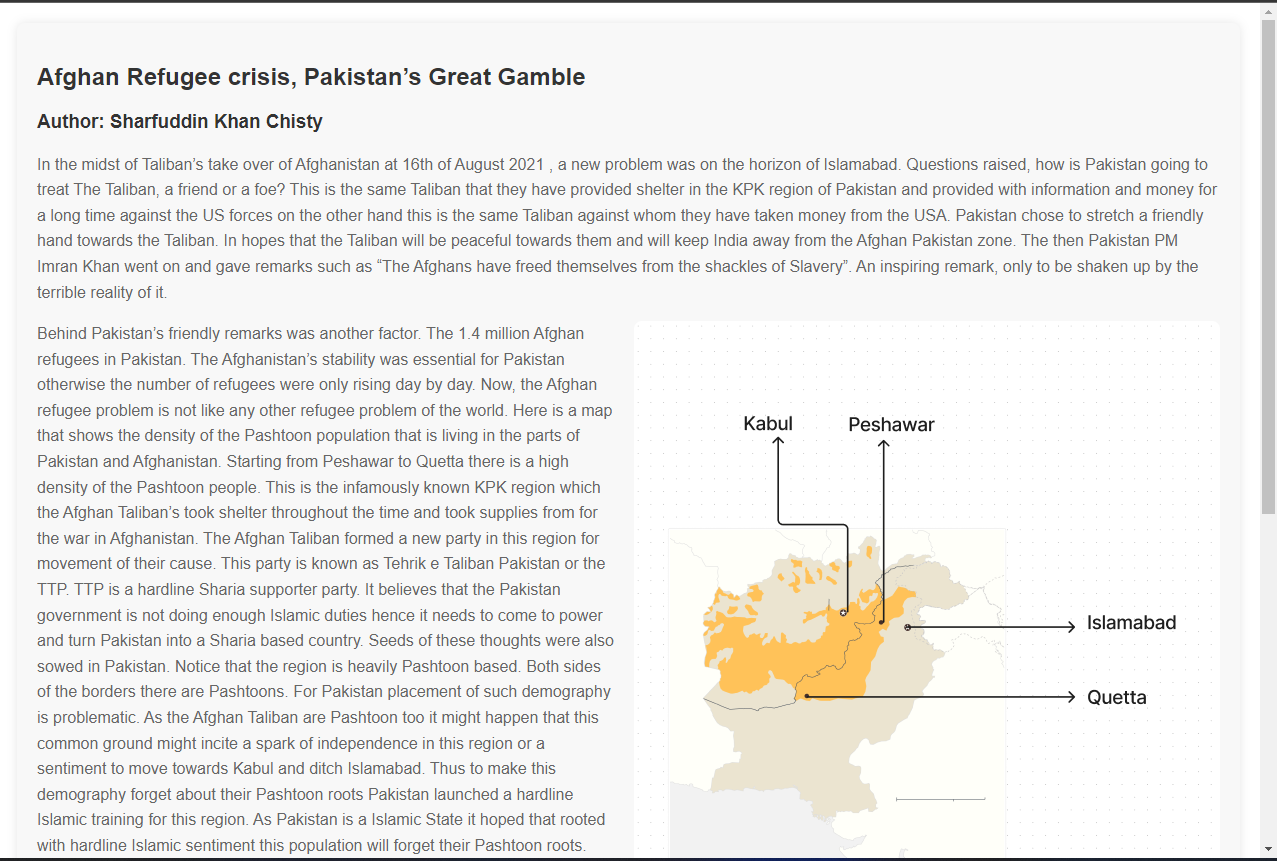 Afghan Refugee crisis, Pakistan’s Great Gamble
Author: Sharfuddin Khan Chisty
In the midst of Taliban’s take over of Afghanistan at 16th of August 2021 , a new problem was on the horizon of Islamabad. Questions raised, how is Pakistan going to
treat The Taliban, a friend or a foe? This is the same Taliban that they have provided shelter in the KPK region of Pakistan and provided with information and money for
a long time against the US forces on the other hand this is the same Taliban against whom they have taken money from the USA. Pakistan chose to stretch a friendly
hand towards the Taliban. In hopes that the Taliban will be peaceful towards them and will keep India away from the Afghan Pakistan zone. The then Pakistan PM
Imran Khan went on and gave remarks such as “The Afghans have freed themselves from the shackles of Slavery”. An inspiring remark, only to be shaken up by the
terrible reality of it.
Behind Pakistan’s friendly remarks was another factor. The 1.4 million Afghan
refugees in Pakistan. The Afghanistan’s stability was essential for Pakistan
otherwise the number of refugees were only rising day by day. Now, the Afghan
refugee problem is not like any other refugee problem of the world. Here is a map
that shows the density of the Pashtoon population that is living in the parts of
Pakistan and Afghanistan. Starting from Peshawar to Quetta there is a high
density of the Pashtoon people. This is the infamously known KPK region which
the Afghan Taliban’s took shelter throughout the time and took supplies from for
the war in Afghanistan. The Afghan Taliban formed a new party in this region for
movement of their cause. This party is known as Tehrik e Taliban Pakistan or the
TTP. TTP is a hardline Sharia supporter party. It believes that the Pakistan
government is not doing enough Islamic duties hence it needs to come to power
and turn Pakistan into a Sharia based country. Seeds of these thoughts were also
sowed in Pakistan. Notice that the region is heavily Pashtoon based. Both sides
of the borders there are Pashtoons. For Pakistan placement of such demography
is problematic. As the Afghan Taliban are Pashtoon too it might happen that this
common ground might incite a spark of independence in this region or a
sentiment to move towards Kabul and ditch Islamabad. Thus to make this
demography forget about their Pashtoon roots Pakistan launched a hardline
Islamic training for this region. As Pakistan is a Islamic State it hoped that rooted
with hardline Islamic sentiment this population will forget their Pashtoon roots.
Kabul
Peshawar
Islamabad
Quetta